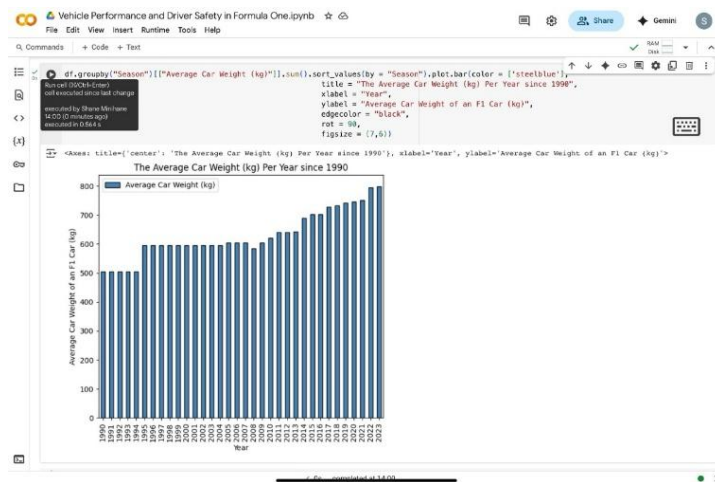 Vehicle Performance and Driver Safety in Formula One.ipynb
File Edit View Insert Runtime Tools Help
Share
Gemini
S
Commands + Code + Text
RAM
Disk
df.groupby("Season")[["Average Car Weight (kg)"]].sum().sort_values(by = "Season").plot.bar(color = ['steelblue'],
title = "The Average Car Weight (kg) Per Year since 1990",
xlabel = "Year",
ylabel = "Average Car Weight of an F1 Car (kg)",
edgecolor = "black",
rot = 90,
figsize = (7,6))
Run cell (⌘/Ctrl+Enter)
cell executed since last change
executed by Shane Minihane
14:00 (0 minutes ago)
executed in 0.564 s
<Axes: title={'center': 'The Average Car Weight (kg) Per Year since 1990'}, xlabel='Year', ylabel='Average Car Weight of an F1 Car (kg)'>
The Average Car Weight (kg) Per Year since 1990
Average Car Weight (kg)
Average Car Weight of an F1 Car (kg)
800
700
600
500
400
300
200
100
0
1990 1991 1992 1993 1994 1995 1996 1997 1998 1999 2000 2001 2002 2003 2004 2005 2006 2007 2008 2009 2010 2011 2012 2013 2014 2015 2016 2017 2018 2019 2020 2021 2022 2023
Year
completed at 14:00